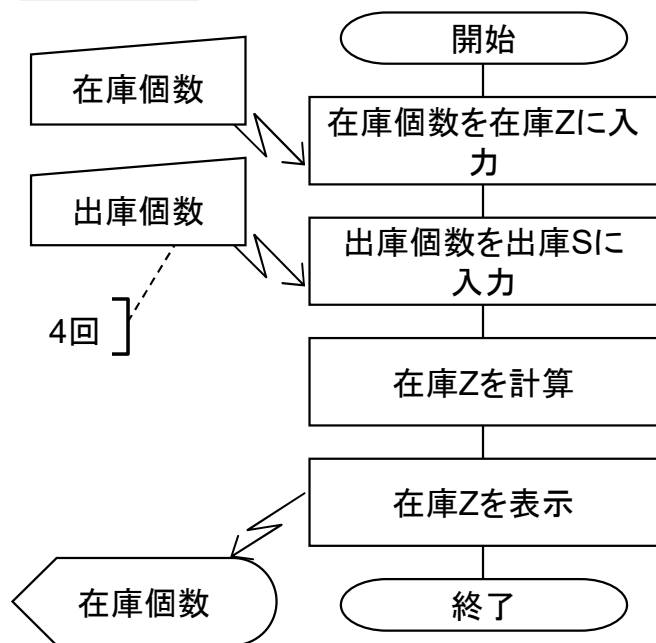 開始
在庫個数
在庫個数を在庫Zに入
力
出庫個数
出庫個数を出庫Sに
入力
4回
在庫Zを計算
在庫Zを表示
在庫個数
終了